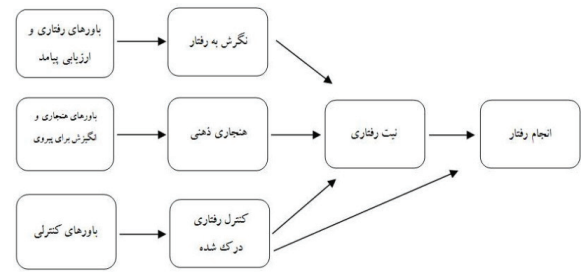 باورهای رفتاری و
ارزیابی پیامد
نگرش به رفتار
باورهای هنجاری و
انگیزش برای پیروی
هنجاری ذهنی
نیت رفتاری
انجام رفتار
باورهای کنترلی
کنترل رفتاری
درک شده